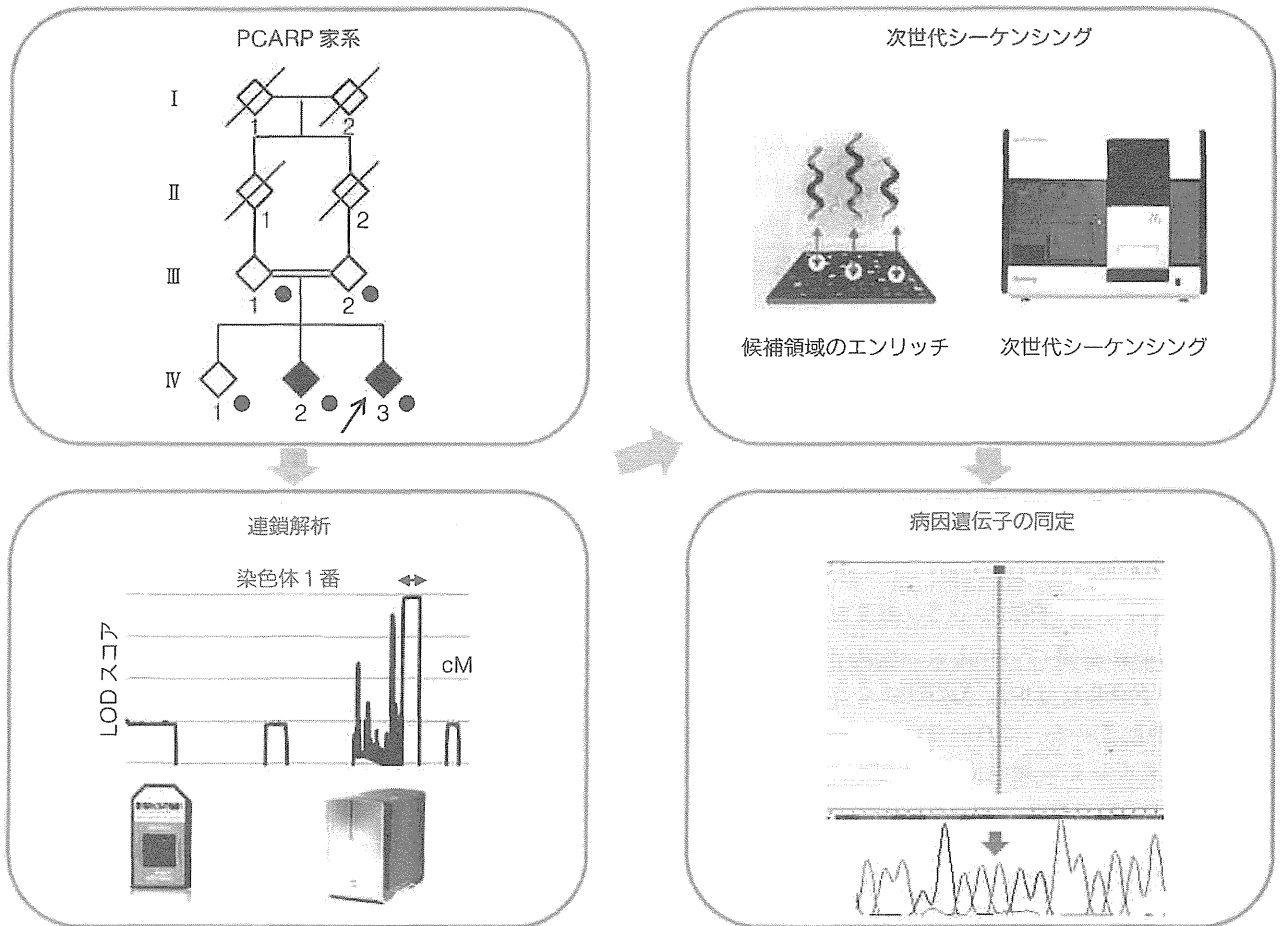 PCARP 家系
I
1
2
II
1
2
III
1
2
IV
1
2
3
次世代シーケンシング
候補領域のエンリッチ
次世代シーケンシング
連鎖解析
染色体1番
LOD スコア
cM
病因遺伝子の同定